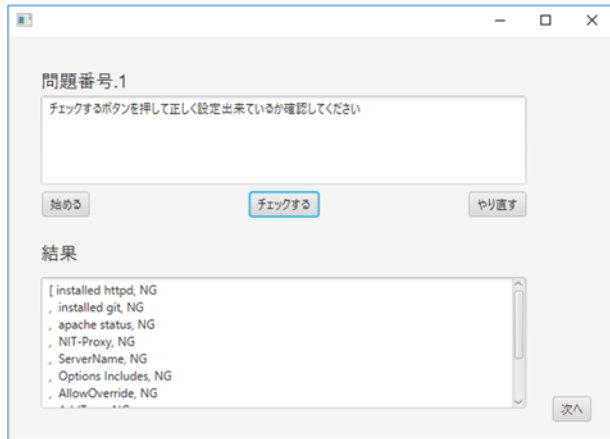 問題番号.1
チェックするボタンを押して正しく設定出来ているか確認してください
始める
チェックする
やり直す
結果
[ installed httpd, NG
, installed git, NG
, apache status, NG
, NIT-Proxy, NG
, ServerName, NG
, Options Includes, NG
, AllowOverride, NG
次へ